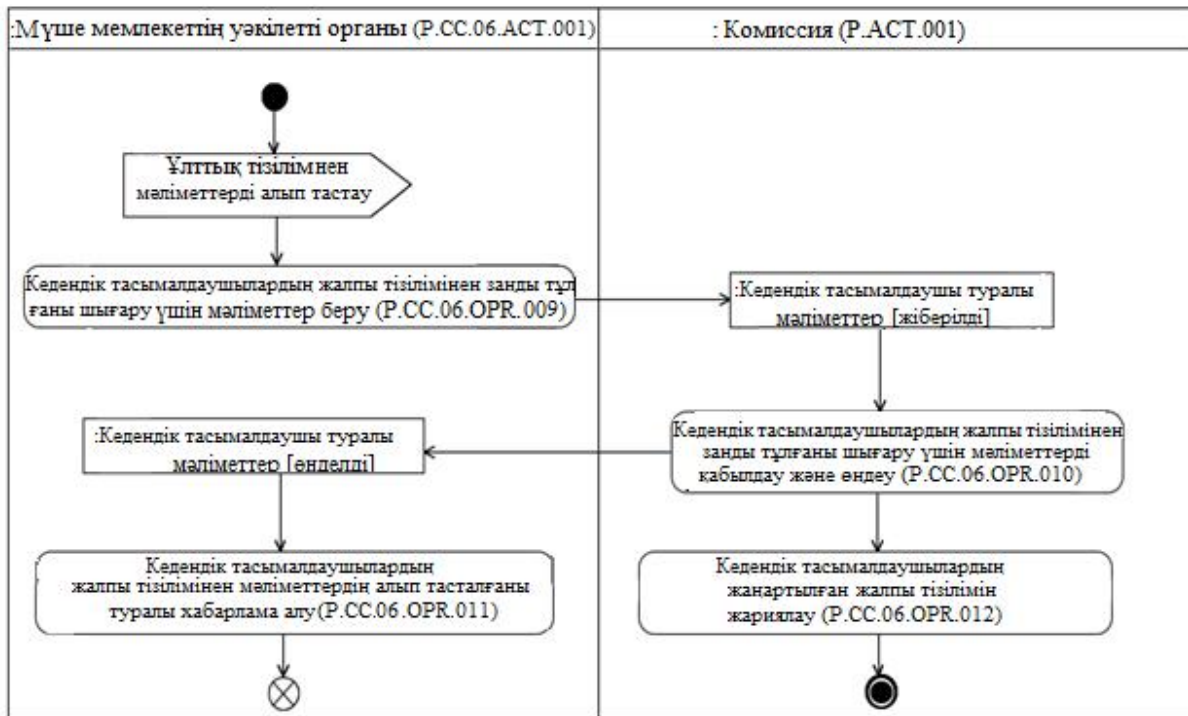 :Мүше мемлекеттің уәкілетті органы (P.CC.06.ACT.001)
: Комиссия (P.ACT.001)
Ұлттық тізілімнен
мәліметтерді алып тастау
Кедендік тасымалдаушылардың жалпы тізілімінен заңды тұл
ғаны шығару үшін мәліметтер беру (P.CC.06.OPR.009)
:Кедендік тасымалдаушы туралы
мәліметтер [жіберілді]
Кедендік тасымалдаушылардың жалпы тізілімінен
заңды тұлғаны шығару үшін мәліметтерді
қабылдау және өңдеу (P.CC.06.OPR.010)
:Кедендік тасымалдаушы туралы
мәліметтер [өңделді]
Кедендік тасымалдаушылардың
жалпы тізілімінен мәліметтердің алып тасталғаны
туралы хабарлама алу(P.CC.06.OPR.011)
Кедендік тасымалдаушылардың
жаңартылған жалпы тізілімін
жариялау (P.CC.06.OPR.012)